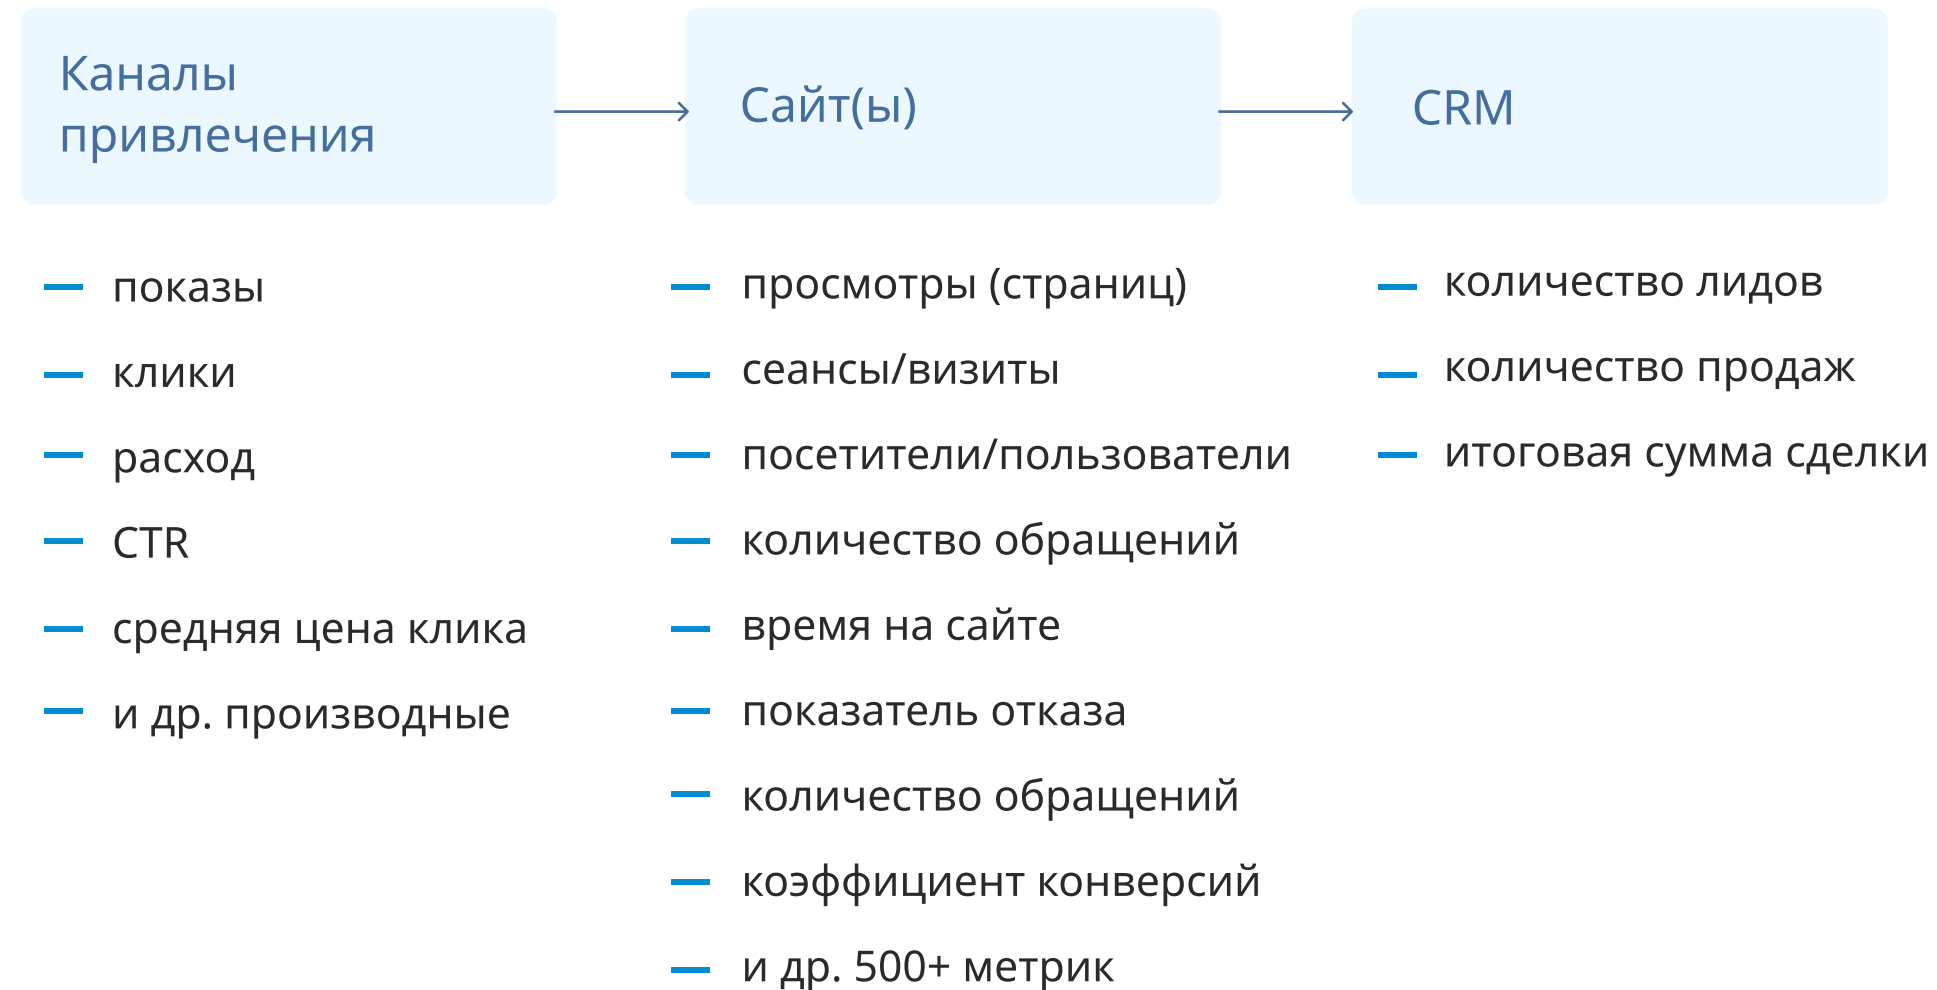 Каналы
привлечения
Сайт(ы)
CRM
показы
клики
расход
CTR
средняя цена клика
и др. производные
просмотры (страниц)
сеансы/визиты
посетители/пользователи
количество обращений
время на сайте
показатель отказа
количество обращений
коэффициент конверсий
и др. 500+ метрик
количество лидов
количество продаж
итоговая сумма сделки